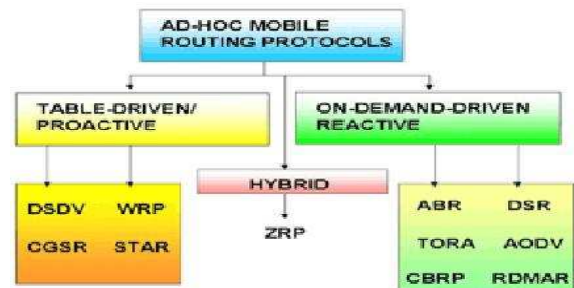 AD-HOC MOBILE
ROUTING PROTOCOLS
TABLE-DRIVEN/
PROACTIVE
ON-DEMAND-DRIVEN
REACTIVE
HYBRID
DSDV WRP
CGSR STAR
ZRP
ABR DSR
TORA AODV
CBRP RDMAR